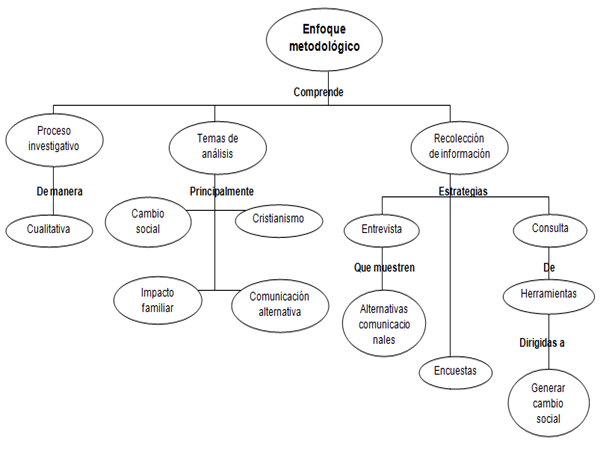 Enfoque
metodológico
Comprende
Proceso
investigativo
Temas de
análisis
Recolección
de información
De manera
Principalmente
Estrategias
Cualitativa
Cambio
social
Cristianismo
Entrevista
Consulta
Que muestren
De
Impacto
familiar
Comunicación
alternativa
Alternativas
comunicacio
nales
Herramientas
Dirigidas a
Encuestas
Generar
cambio
social